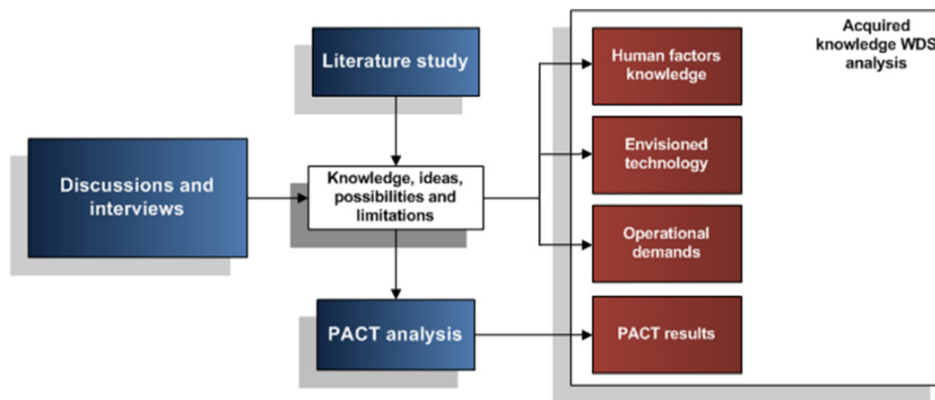 Literature study
Discussions and
interviews
Knowledge, ideas,
possibilities and
limitations
PACT analysis
Acquired
knowledge WDS
analysis
Human factors
knowledge
Envisioned
technology
Operational
demands
PACT results